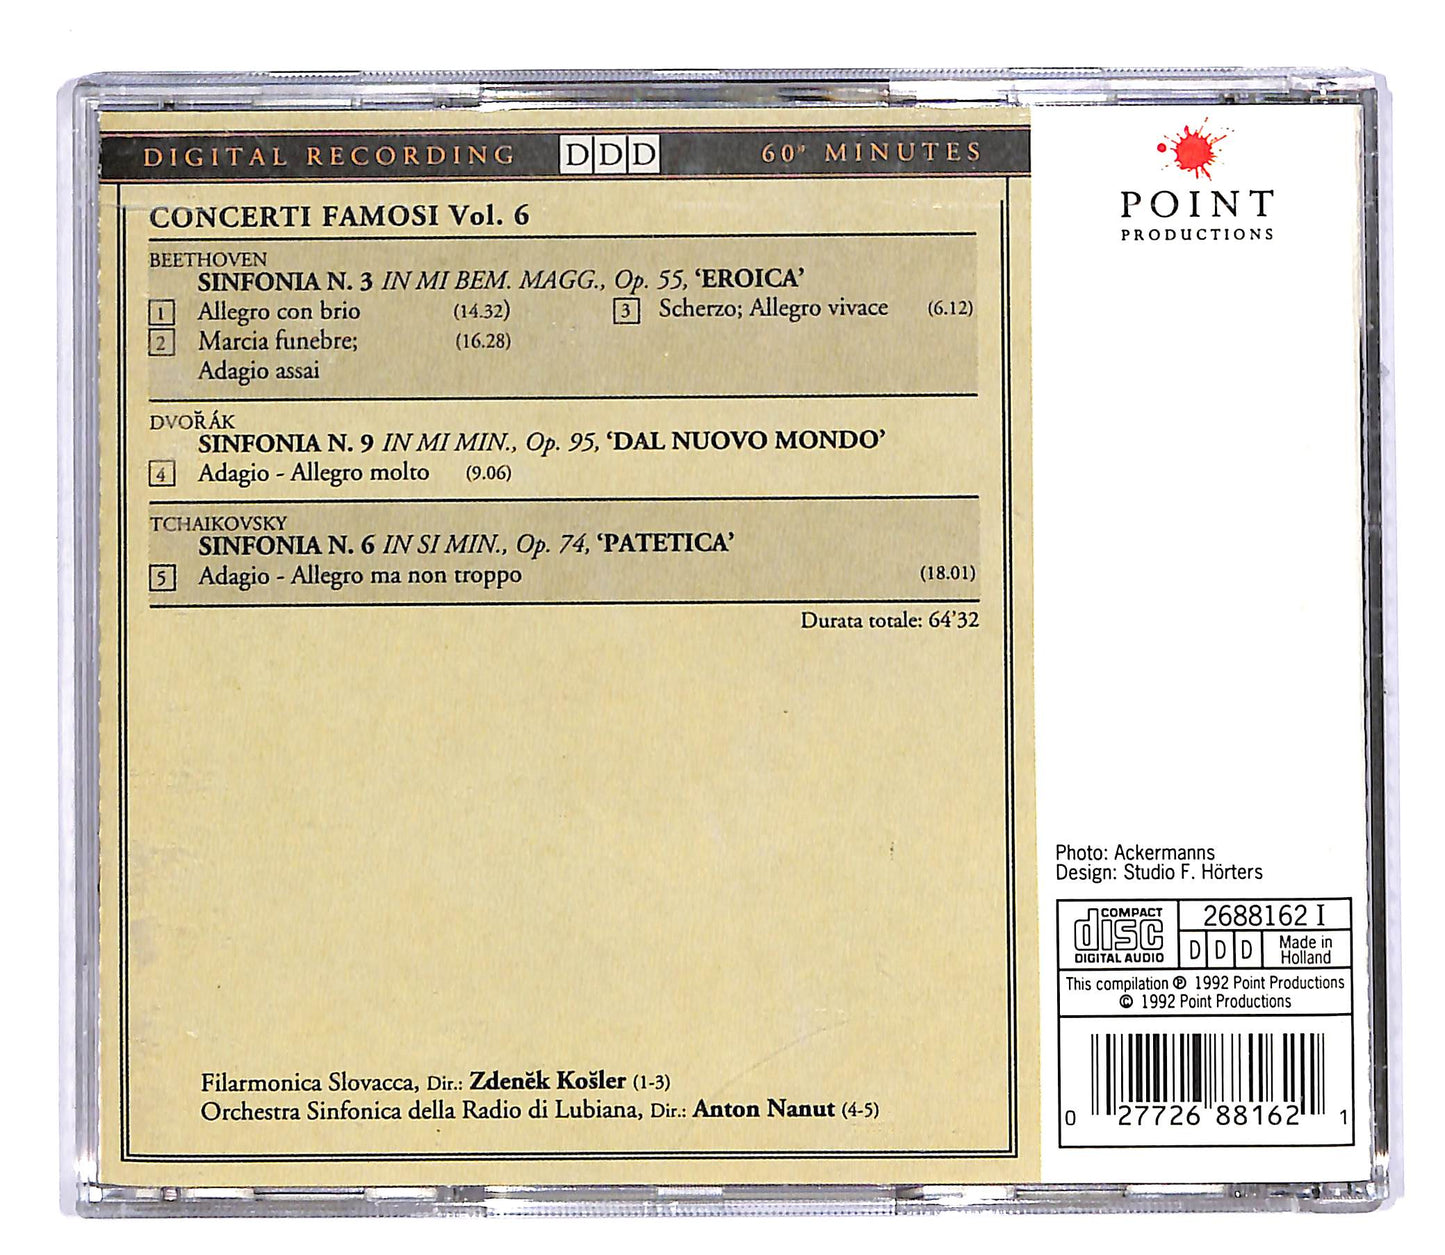 DIGITAL RECORDING DDD 60" MINUTES
CONCERTI FAMOSI Vol. 6
BEETHOVEN
SINFONIA N. 3 IN MI BEM. MAGG., Op. 55, ‘EROICA’
1 Allegro con brio (14.32) 3 Scherzo; Allegro vivace (6.12)
2 Marcia funebre; (16.28)
Adagio assai
DVOŘÁK
SINFONIA N. 9 IN MI MIN., Op. 95, ‘DAL NUOVO MONDO’
4 Adagio - Allegro molto (9.06)
TCHAIKOVSKY
SINFONIA N. 6 IN SI MIN., Op. 74, ‘PATETICA’
5 Adagio - Allegro ma non troppo (18.01)
Durata totale: 64’32
Filarmonica Slovacca, Dir.: Zdenĕk Košler (1-3)
Orchestra Sinfonica della Radio di Lubiana, Dir.: Anton Nanut (4-5)
POINT
PRODUCTIONS
Photo: Ackermanns
Design: Studio F. Hörters
COMPACT
disc
DIGITAL AUDIO
2688162 I
D D D
Made in
Holland
This compilation ℗ 1992 Point Productions
© 1992 Point Productions
0 27726 88162 1